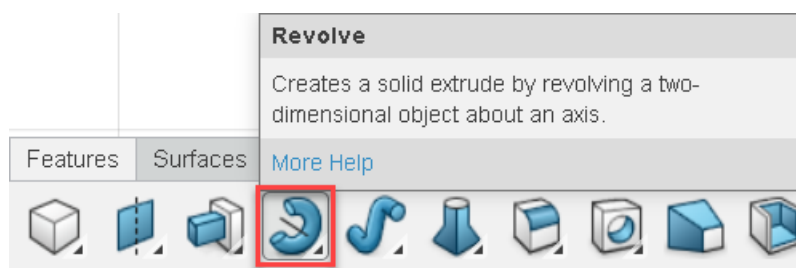 Revolve
Creates a solid extrude by revolving a two-
dimensional object about an axis.
Features
Surfaces
More Help